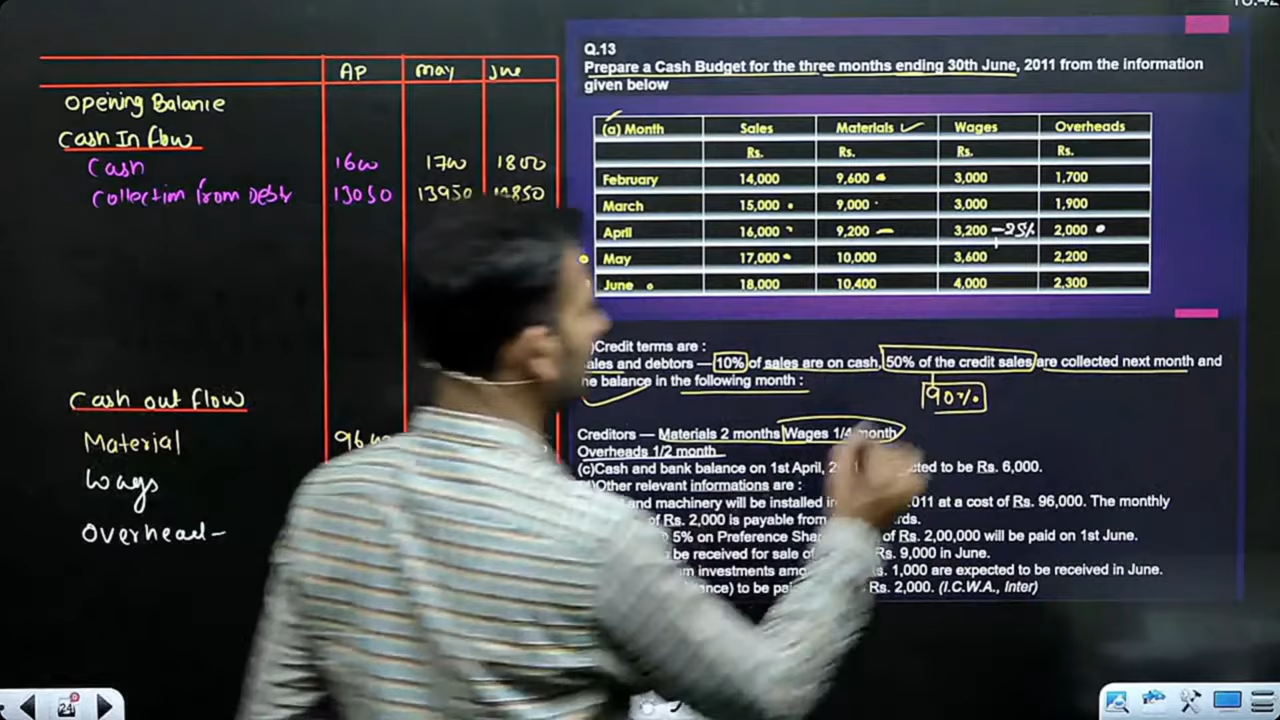 AP May June
Opening Balance
Cash In flow
Cash 1600 1700 1800
Collection from Debt 13050 13950 14850
Cash out flow
Material
Wags
Overhead-
Q.13
Prepare a Cash Budget for the three months ending 30th June, 2011 from the information
given below
(a) Month Sales Materials Wages Overheads
Rs. Rs. Rs. Rs.
February 14,000 9,600 3,000 1,700
March 15,000 9,000 3,000 1,900
April 16,000 9,200 3,200 -25% 2,000
May 17,000 10,000 3,600 2,200
June 18,000 10,400 4,000 2,300
)Credit terms are :
ales and debtors — 10% of sales are on cash, 50% of the credit sales are collected next month and
he balance in the following month :
90%
Creditors — Materials 2 months Wages 1/4 month
Overheads 1/2 month
(c)Cash and bank balance on 1st April, 2 cted to be Rs. 6,000.
)Other relevant informations are :
and machinery will be installed in 011 at a cost of Rs. 96,000. The monthly
of Rs. 2,000 is payable from rds.
5% on Preference Shar of Rs. 2,00,000 will be paid on 1st June.
be received for sale of Rs. 9,000 in June.
m investments amo s. 1,000 are expected to be received in June.
ance) to be pai Rs. 2,000. (I.C.W.A., Inter)